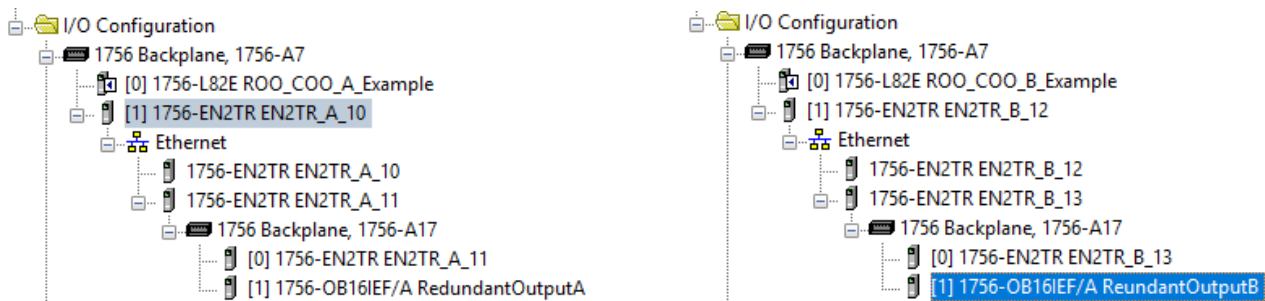 I/O Configuration
1756 Backplane, 1756-A7
[0] 1756-L82E ROO_COO_A_Example
[1] 1756-EN2TR EN2TR_A_10
Ethernet
1756-EN2TR EN2TR_A_10
1756-EN2TR EN2TR_A_11
1756 Backplane, 1756-A17
[0] 1756-EN2TR EN2TR_A_11
[1] 1756-OB16IEF/A RedundantOutputA
I/O Configuration
1756 Backplane, 1756-A7
[0] 1756-L82E ROO_COO_B_Example
[1] 1756-EN2TR EN2TR_B_12
Ethernet
1756-EN2TR EN2TR_B_12
1756-EN2TR EN2TR_B_13
1756 Backplane, 1756-A17
[0] 1756-EN2TR EN2TR_B_13
[1] 1756-OB16IEF/A ReundantOutputB